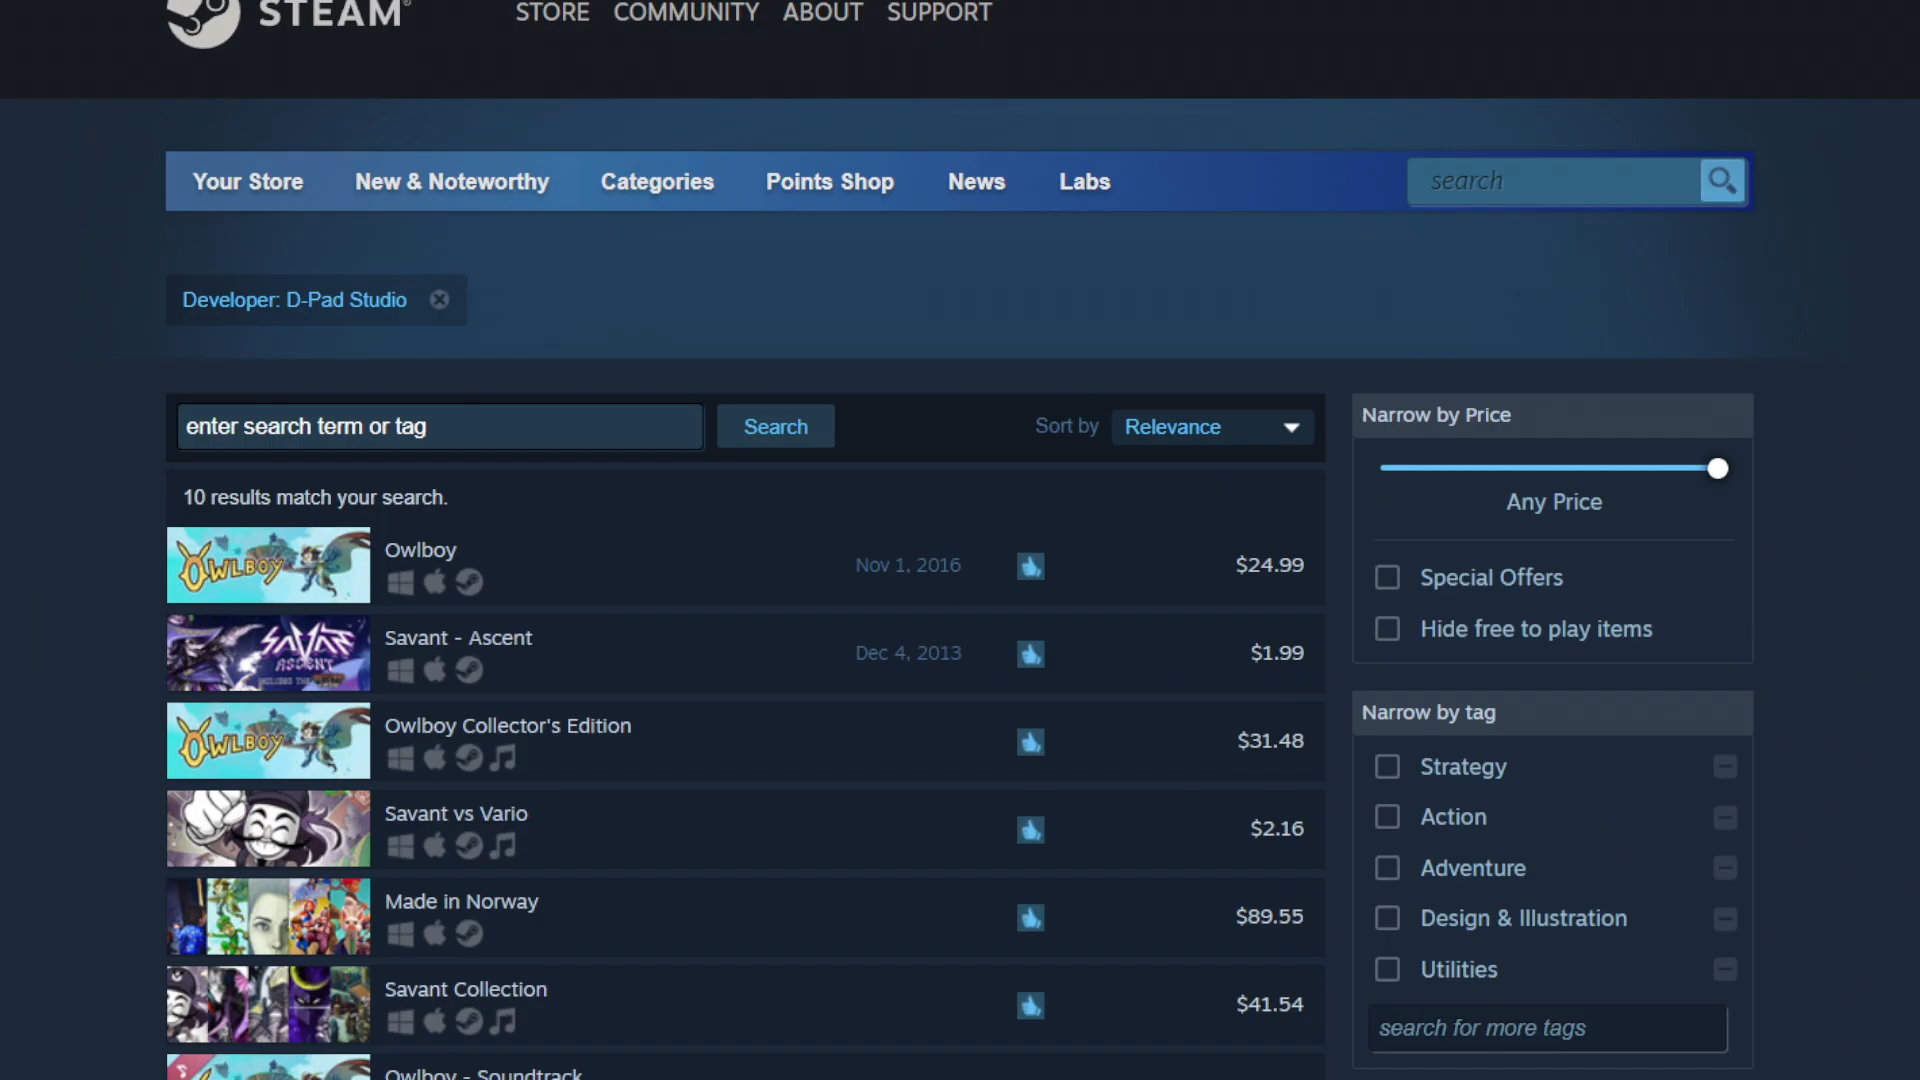 STEAM®
STORE COMMUNITY ABOUT SUPPORT
Your Store New & Noteworthy Categories Points Shop News Labs search
Developer: D-Pad Studio
enter search term or tag Search Sort by Relevance
10 results match your search.
OWLBOY
Owlboy Nov 1, 2016 $24.99
SAVANT ASCENT
Savant - Ascent Dec 4, 2013 $1.99
OWLBOY
Owlboy Collector's Edition $31.48
Savant vs Vario $2.16
Made in Norway $89.55
Savant Collection $41.54
Owlboy - Soundtrack
Narrow by Price
Any Price
Special Offers
Hide free to play items
Narrow by tag
Strategy
Action
Adventure
Design & Illustration
Utilities
search for more tags